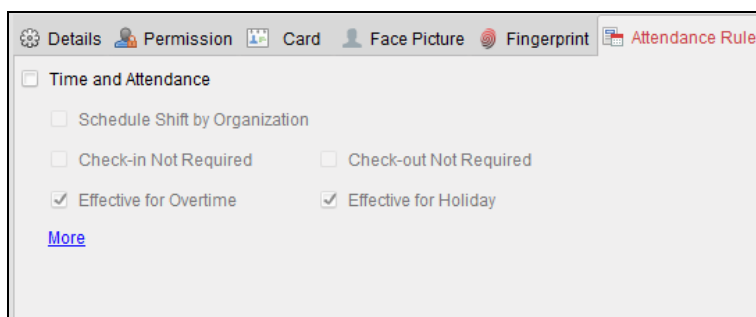 Details Permission Card Face Picture Fingerprint Attendance Rule
Time and Attendance
Schedule Shift by Organization
Check-in Not Required Check-out Not Required
Effective for Overtime Effective for Holiday
More